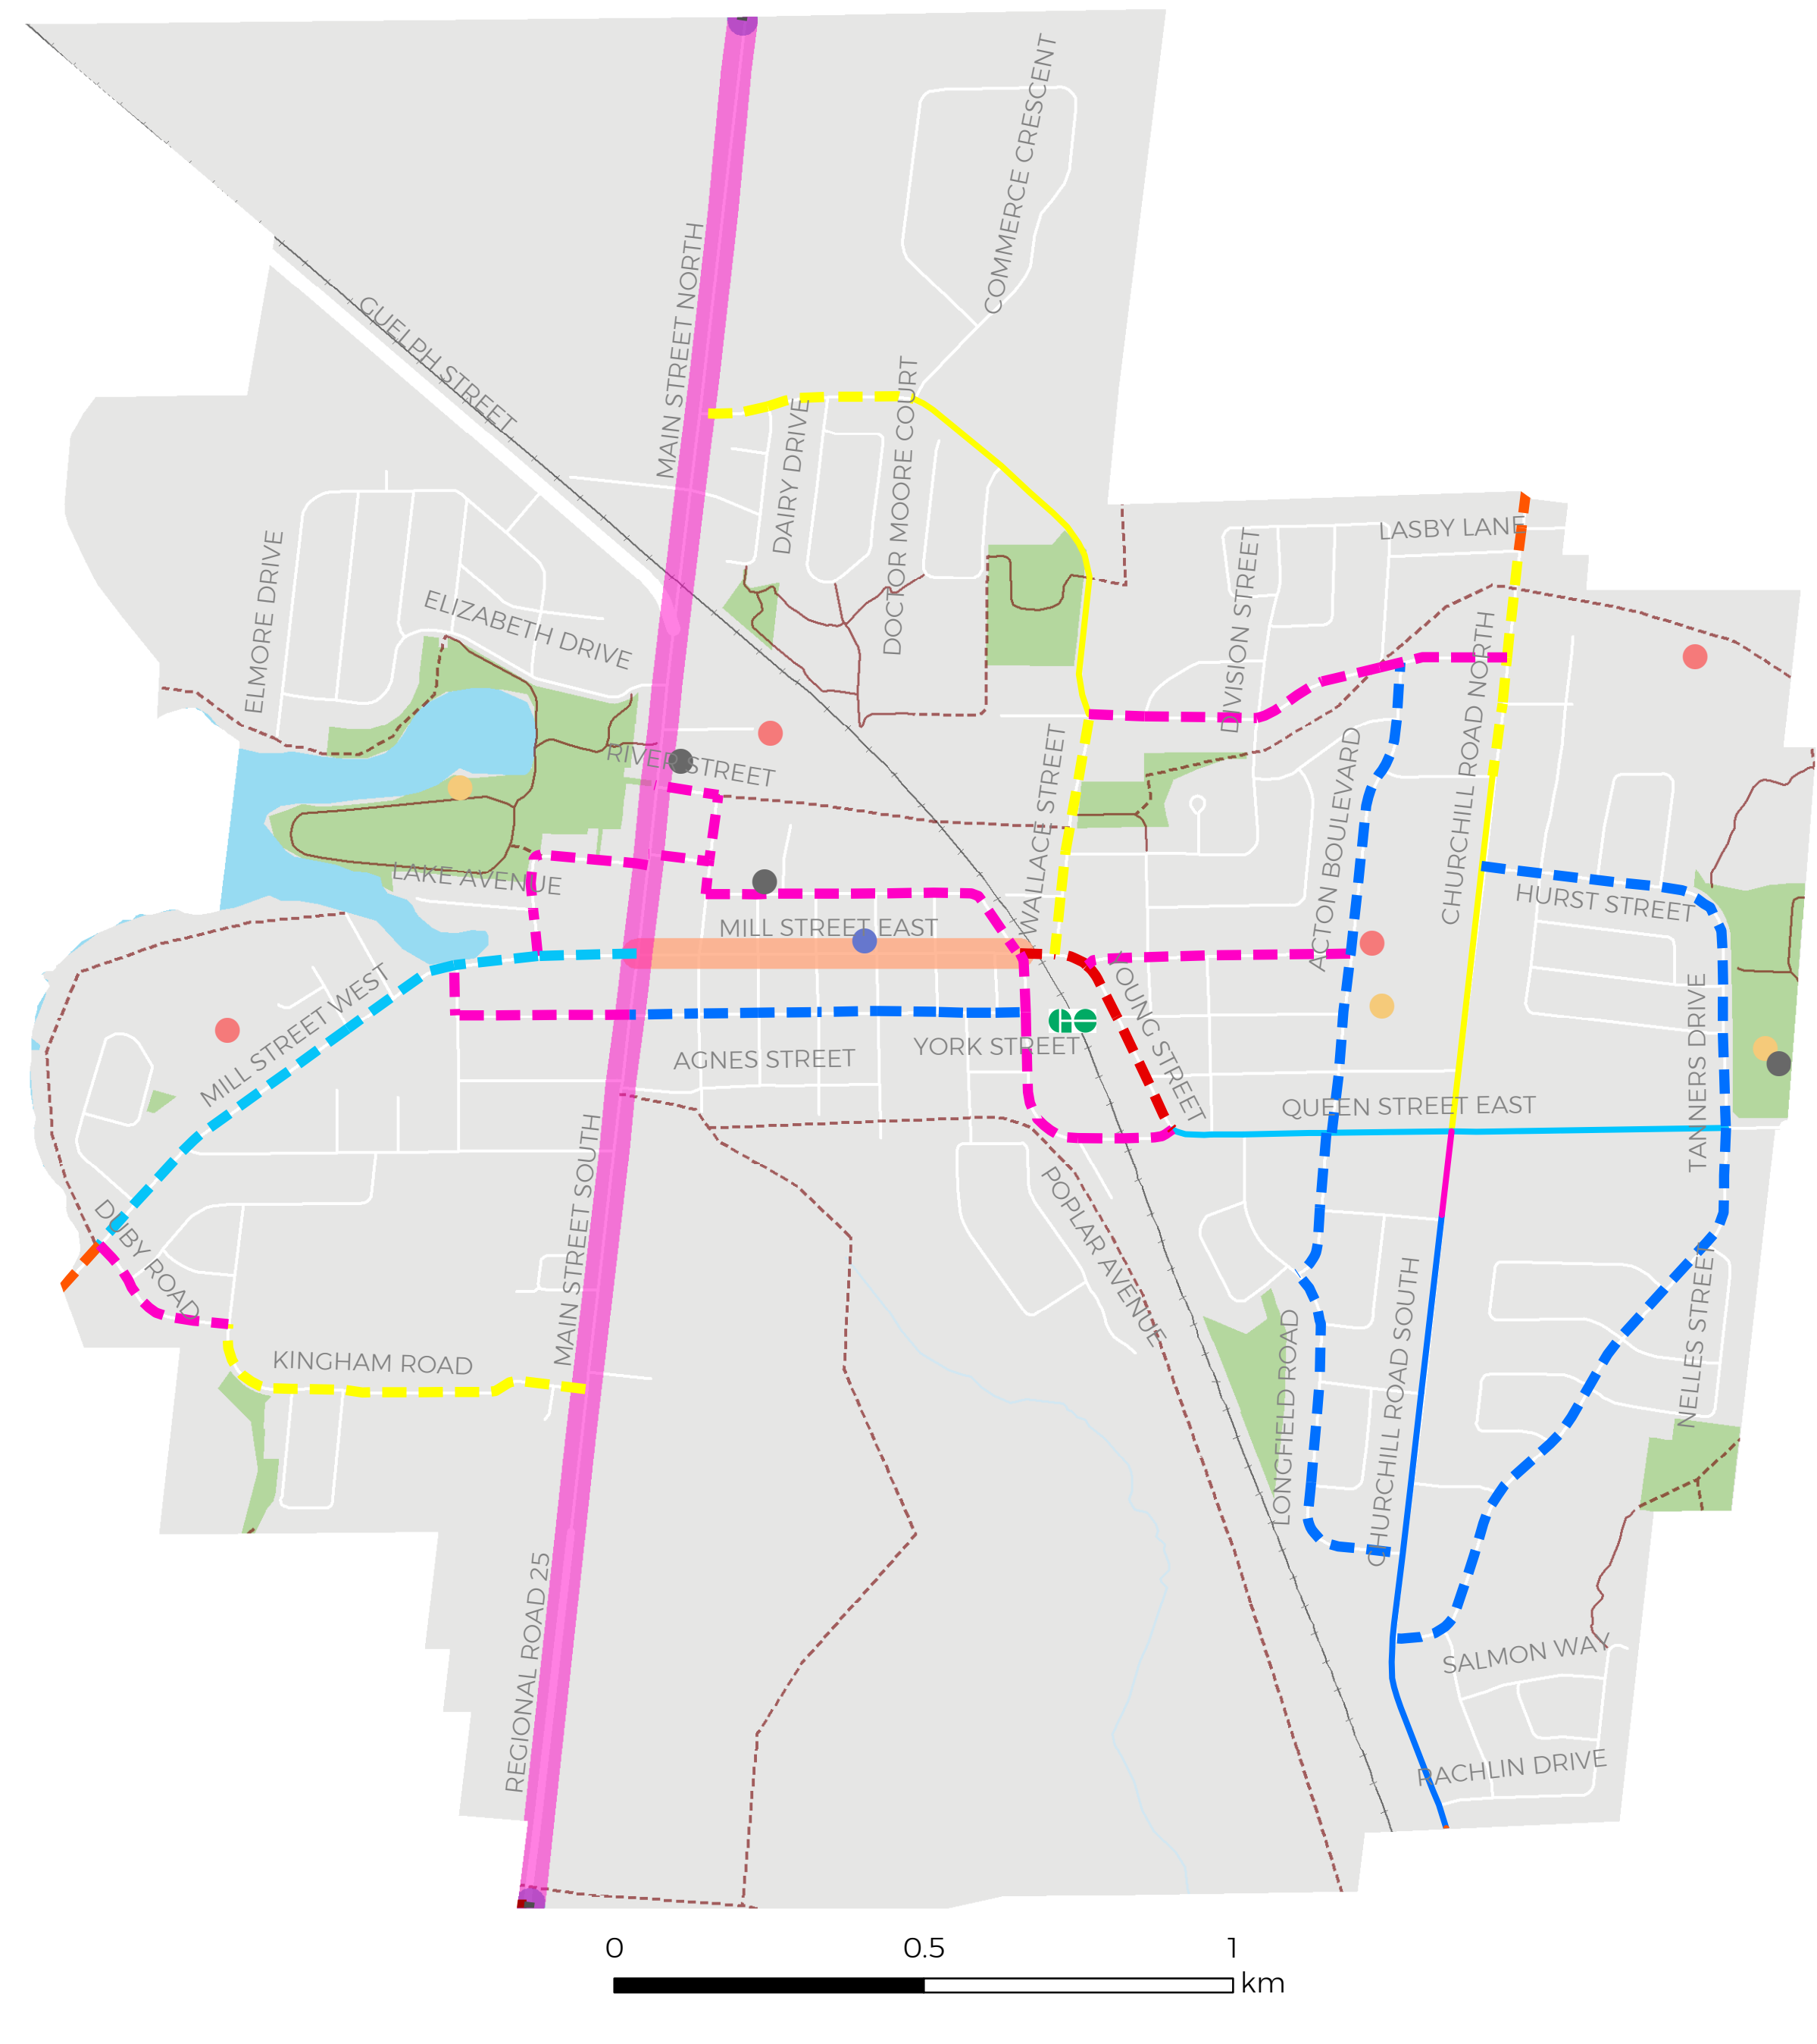 COMMERCE CRESCENT
MAIN STREET NORTH
GUELPH STREET
DAIRY DRIVE
DOCTOR MOORE COURT
LASBY LANE
ELMORE DRIVE
ELIZABETH DRIVE
DIVISION STREET
CHURCHILL ROAD NORTH
RIVER STREET
WALLACE STREET
ACTON BOULEVARD
LAKE AVENUE
HURST STREET
MILL STREET EAST
YOUNG STREET
MILL STREET WEST
AGNES STREET
YORK STREET
TANNERS DRIVE
QUEEN STREET EAST
DUBY ROAD
MAIN STREET SOUTH
POPLAR AVENUE
KINGHAM ROAD
LONGFIELD ROAD
CHURCHILL ROAD SOUTH
NELLES STREET
REGIONAL ROAD 25
SALMON WAY
RACHLIN DRIVE
0 0.5 1
km